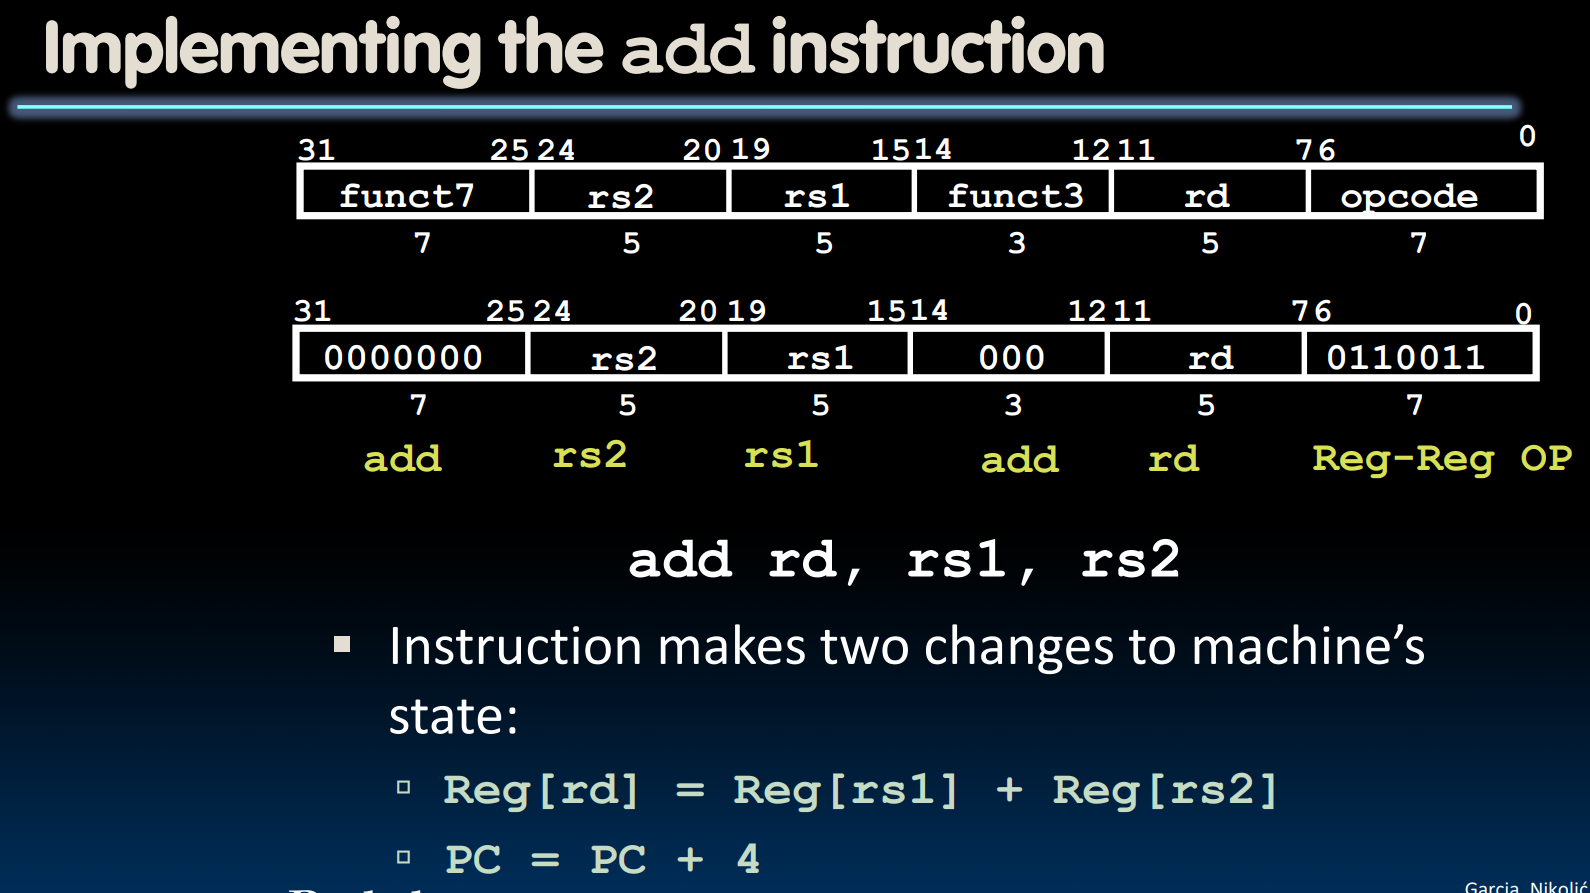 Implementing the add instruction
31 25 24 20 19 15 14 12 11 7 6 0
funct7 rs2 rs1 funct3 rd opcode
7 5 5 3 5 7
31 25 24 20 19 15 14 12 11 7 6 0
0000000 rs2 rs1 000 rd 0110011
7 5 5 3 5 7
add rs2 rs1 add rd Reg-Reg OP
add rd, rs1, rs2
▪ Instruction makes two changes to machine’s
state:
▫ Reg[rd] = Reg[rs1] + Reg[rs2]
▫ PC = PC + 4
Garcia, Nikolić